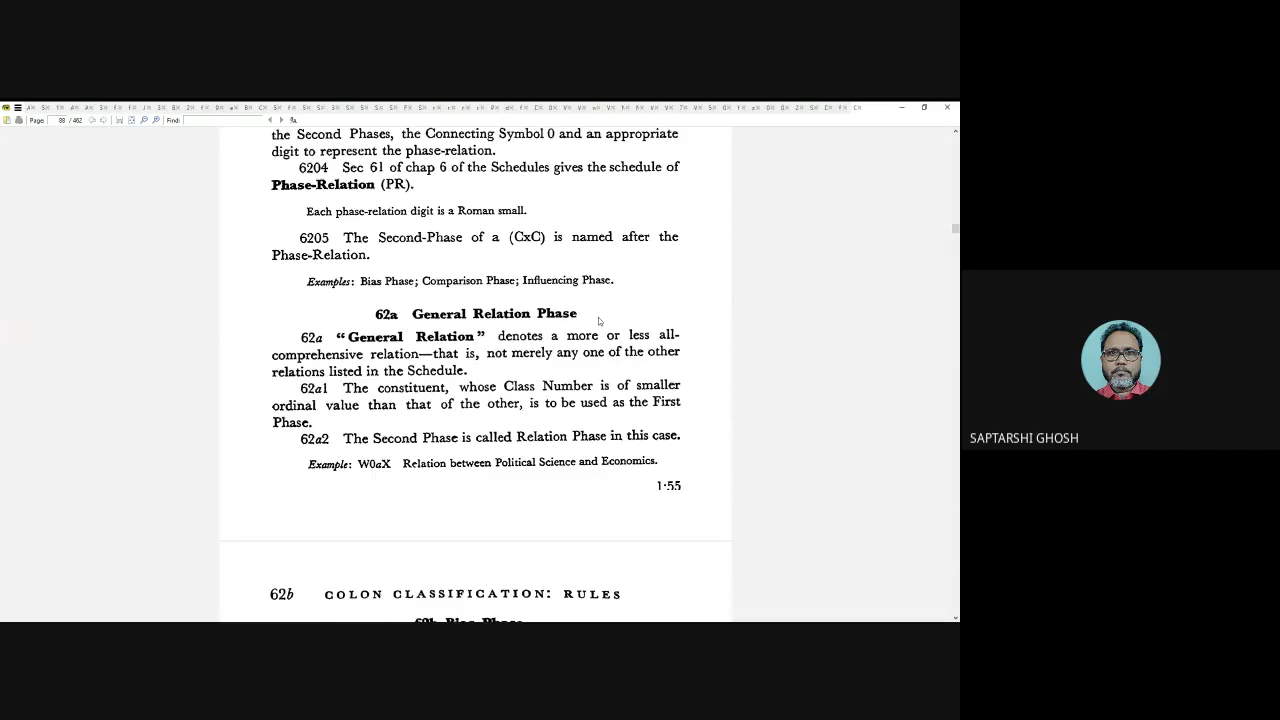 Page 88 / 462 Find:
the Second Phases, the Connecting Symbol 0 and an appropriate
digit to represent the phase-relation.
6204 Sec 61 of chap 6 of the Schedules gives the schedule of
Phase-Relation (PR).
Each phase-relation digit is a Roman small.
6205 The Second-Phase of a (CxC) is named after the
Phase-Relation.
Examples: Bias Phase; Comparison Phase; Influencing Phase.
62a General Relation Phase
62a “General Relation” denotes a more or less all-
comprehensive relation—that is, not merely any one of the other
relations listed in the Schedule.
62a1 The constituent, whose Class Number is of smaller
ordinal value than that of the other, is to be used as the First
Phase.
62a2 The Second Phase is called Relation Phase in this case.
Example: W0aX Relation between Political Science and Economics.
1·55
62b COLON CLASSIFICATION: RULES
62b Bias Phase
SAPTARSHI GHOSH